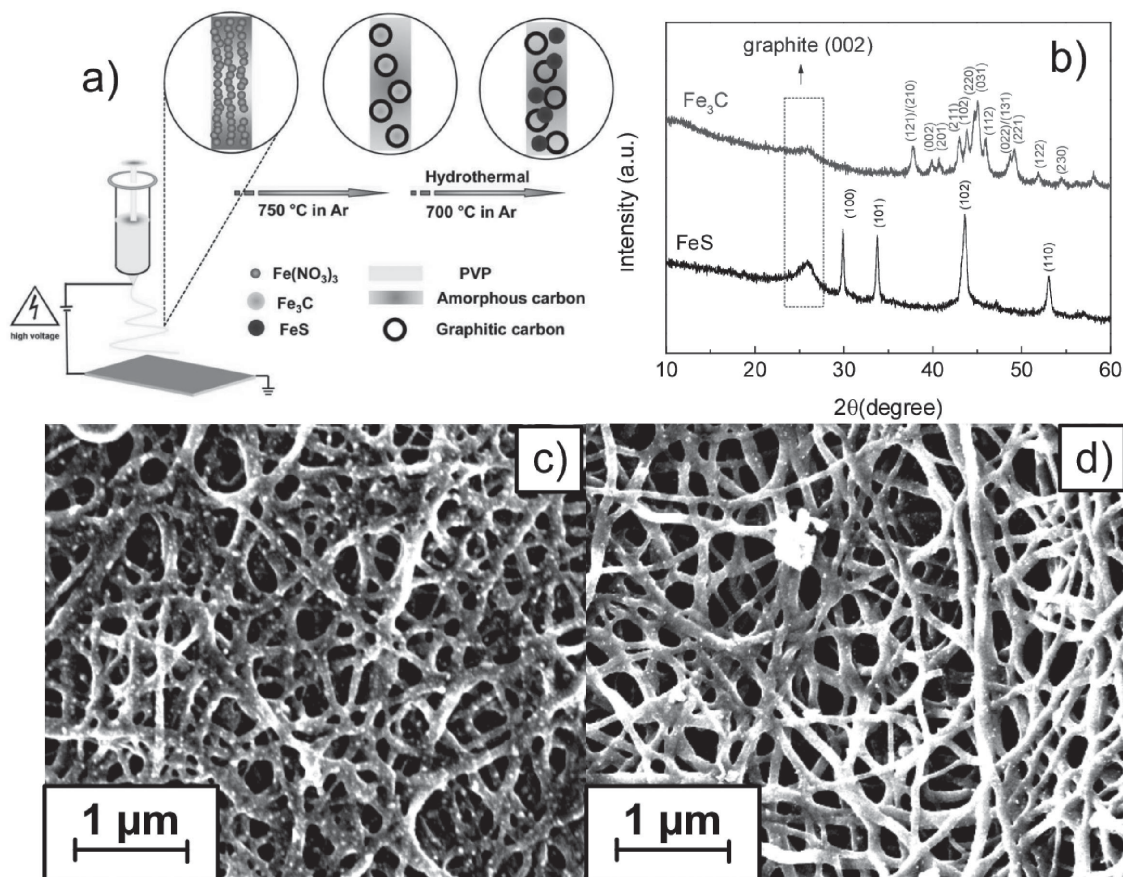 a)
Hydrothermal
750 °C in Ar
700 °C in Ar
Fe(NO₃)₃
PVP
Fe₃C
Amorphous carbon
FeS
Graphitic carbon
high voltage
b)
graphite (002)
Fe₃C
(121)/(210)
(002)
(201)
(211)
(102)
(220)
(031)
(112)
(022)/(131)
(221)
(122)
(230)
FeS
(100)
(101)
(102)
(110)
Intensity (a.u.)
10 20 30 40 50 60
2θ(degree)
c)
1 µm
d)
1 µm